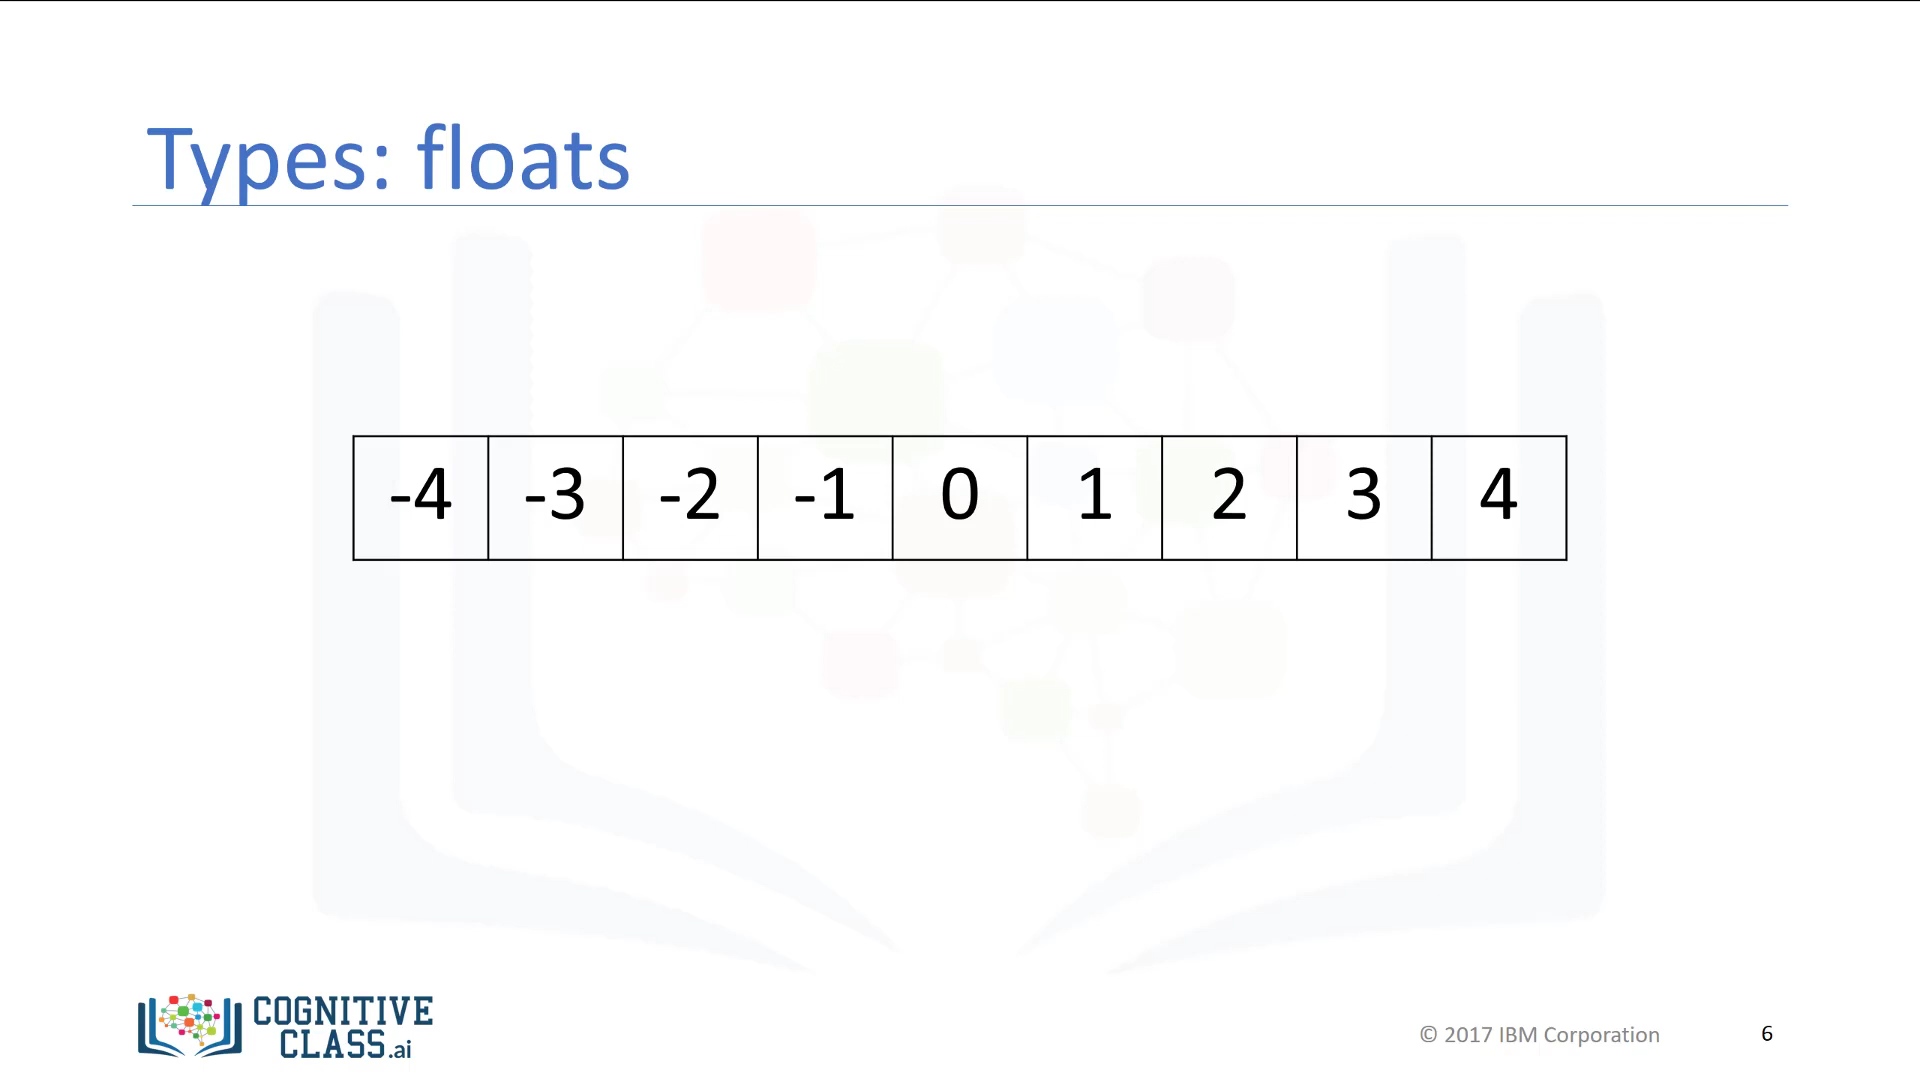 Types: floats
-4 -3 -2 -1 0 1 2 3 4
COGNITIVE
CLASS.ai
© 2017 IBM Corporation 6